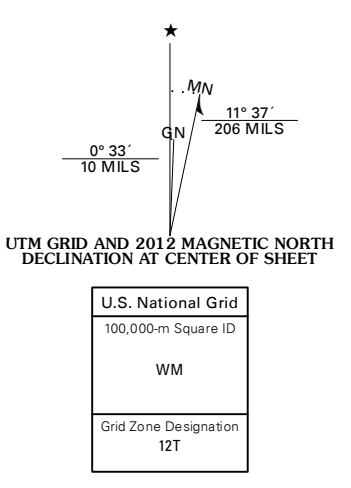 ★
MN
11° 37´
206 MILS
GN
0° 33´
10 MILS
UTM GRID AND 2012 MAGNETIC NORTH
DECLINATION AT CENTER OF SHEET
U.S. National Grid
100,000-m Square ID
WM
Grid Zone Designation
12T